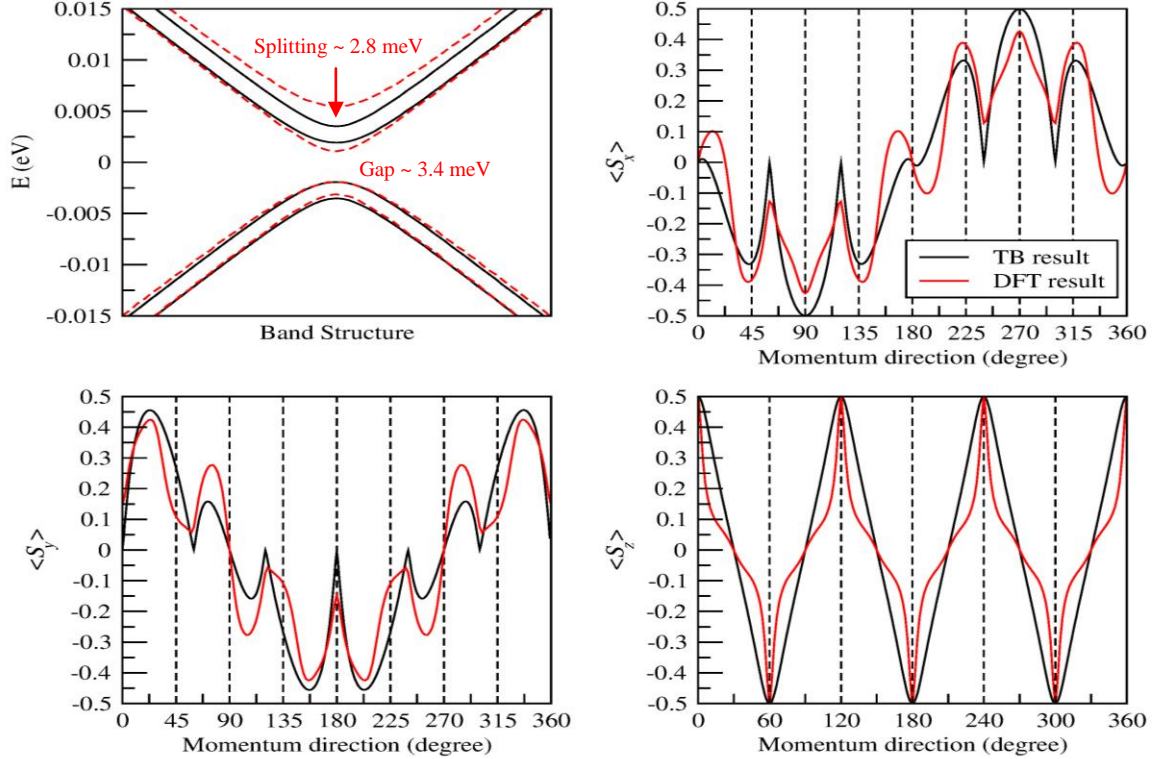 0.015
0.01
0.005
0
-0.005
-0.01
-0.015
E (eV)
Splitting ~ 2.8 meV
Gap ~ 3.4 meV
Band Structure
0.5
0.4
0.3
0.2
0.1
0
-0.1
-0.2
-0.3
-0.4
-0.5
<Sx>
TB result
DFT result
0 45 90 135 180 225 270 315 360
Momentum direction (degree)
0.5
0.4
0.3
0.2
0.1
0
-0.1
-0.2
-0.3
-0.4
-0.5
<Sy>
0 45 90 135 180 225 270 315 360
Momentum direction (degree)
0.5
0.4
0.3
0.2
0.1
0
-0.1
-0.2
-0.3
-0.4
-0.5
<Sz>
0 60 120 180 240 300 360
Momentum direction (degree)